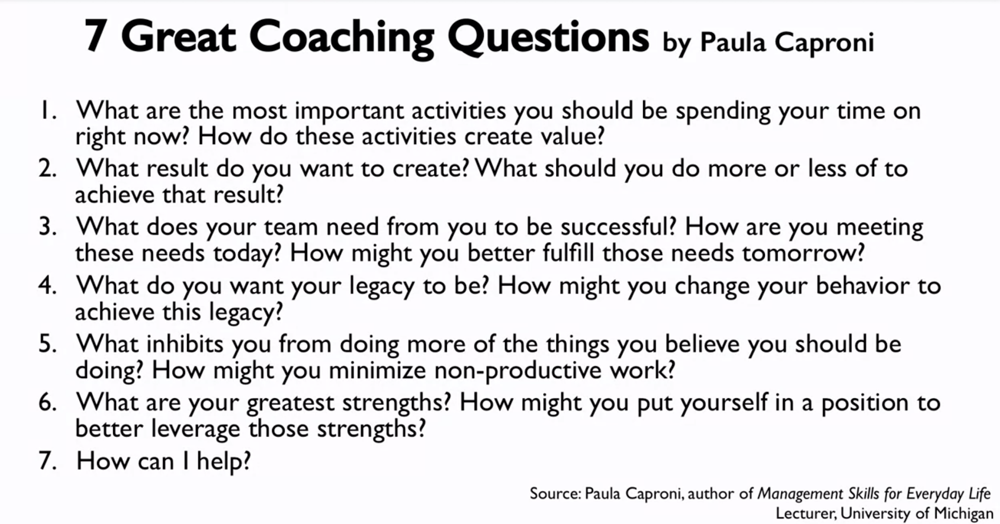 7 Great Coaching Questions by Paula Caproni
1. What are the most important activities you should be spending your time on
right now? How do these activities create value?
2. What result do you want to create? What should you do more or less of to
achieve that result?
3. What does your team need from you to be successful? How are you meeting
these needs today? How might you better fulfill those needs tomorrow?
4. What do you want your legacy to be? How might you change your behavior to
achieve this legacy?
5. What inhibits you from doing more of the things you believe you should be
doing? How might you minimize non-productive work?
6. What are your greatest strengths? How might you put yourself in a position to
better leverage those strengths?
7. How can I help?
Source: Paula Caproni, author of Management Skills for Everyday Life
Lecturer, University of Michigan